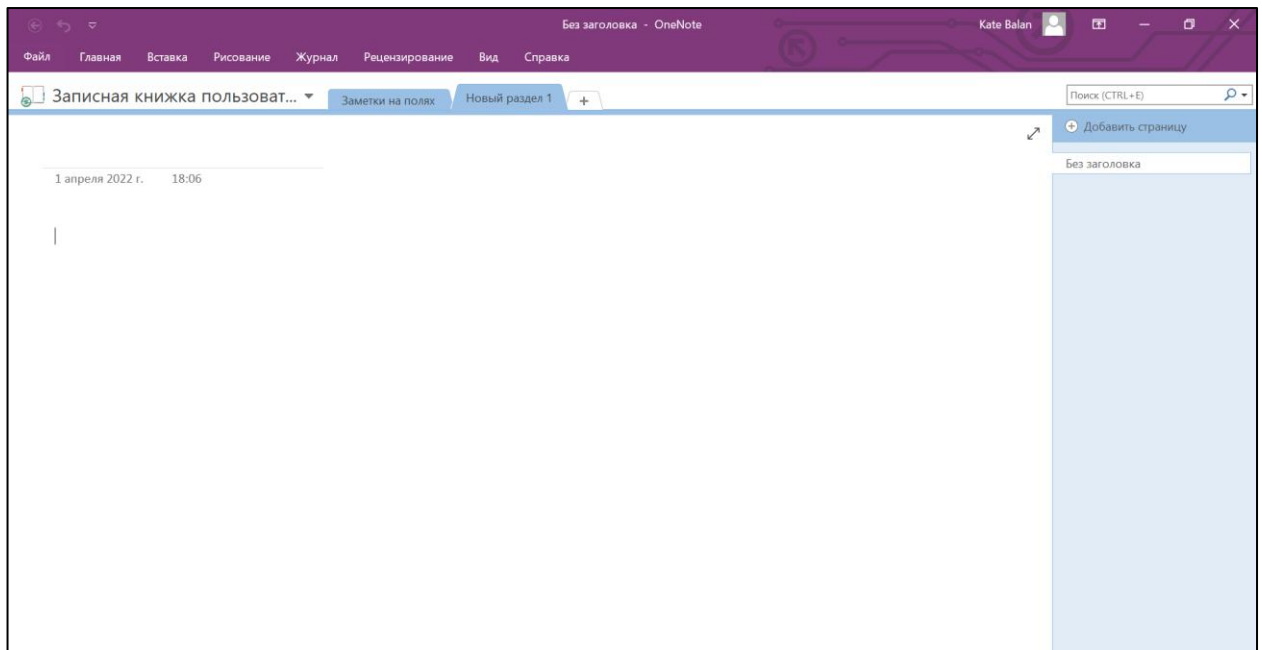 Без заголовка - OneNote
Kate Balan
Файл Главная Вставка Рисование Журнал Рецензирование Вид Справка
Записная книжка пользоват... Заметки на полях Новый раздел 1 +
Поиск (CTRL+E)
Добавить страницу
Без заголовка
1 апреля 2022 г. 18:06